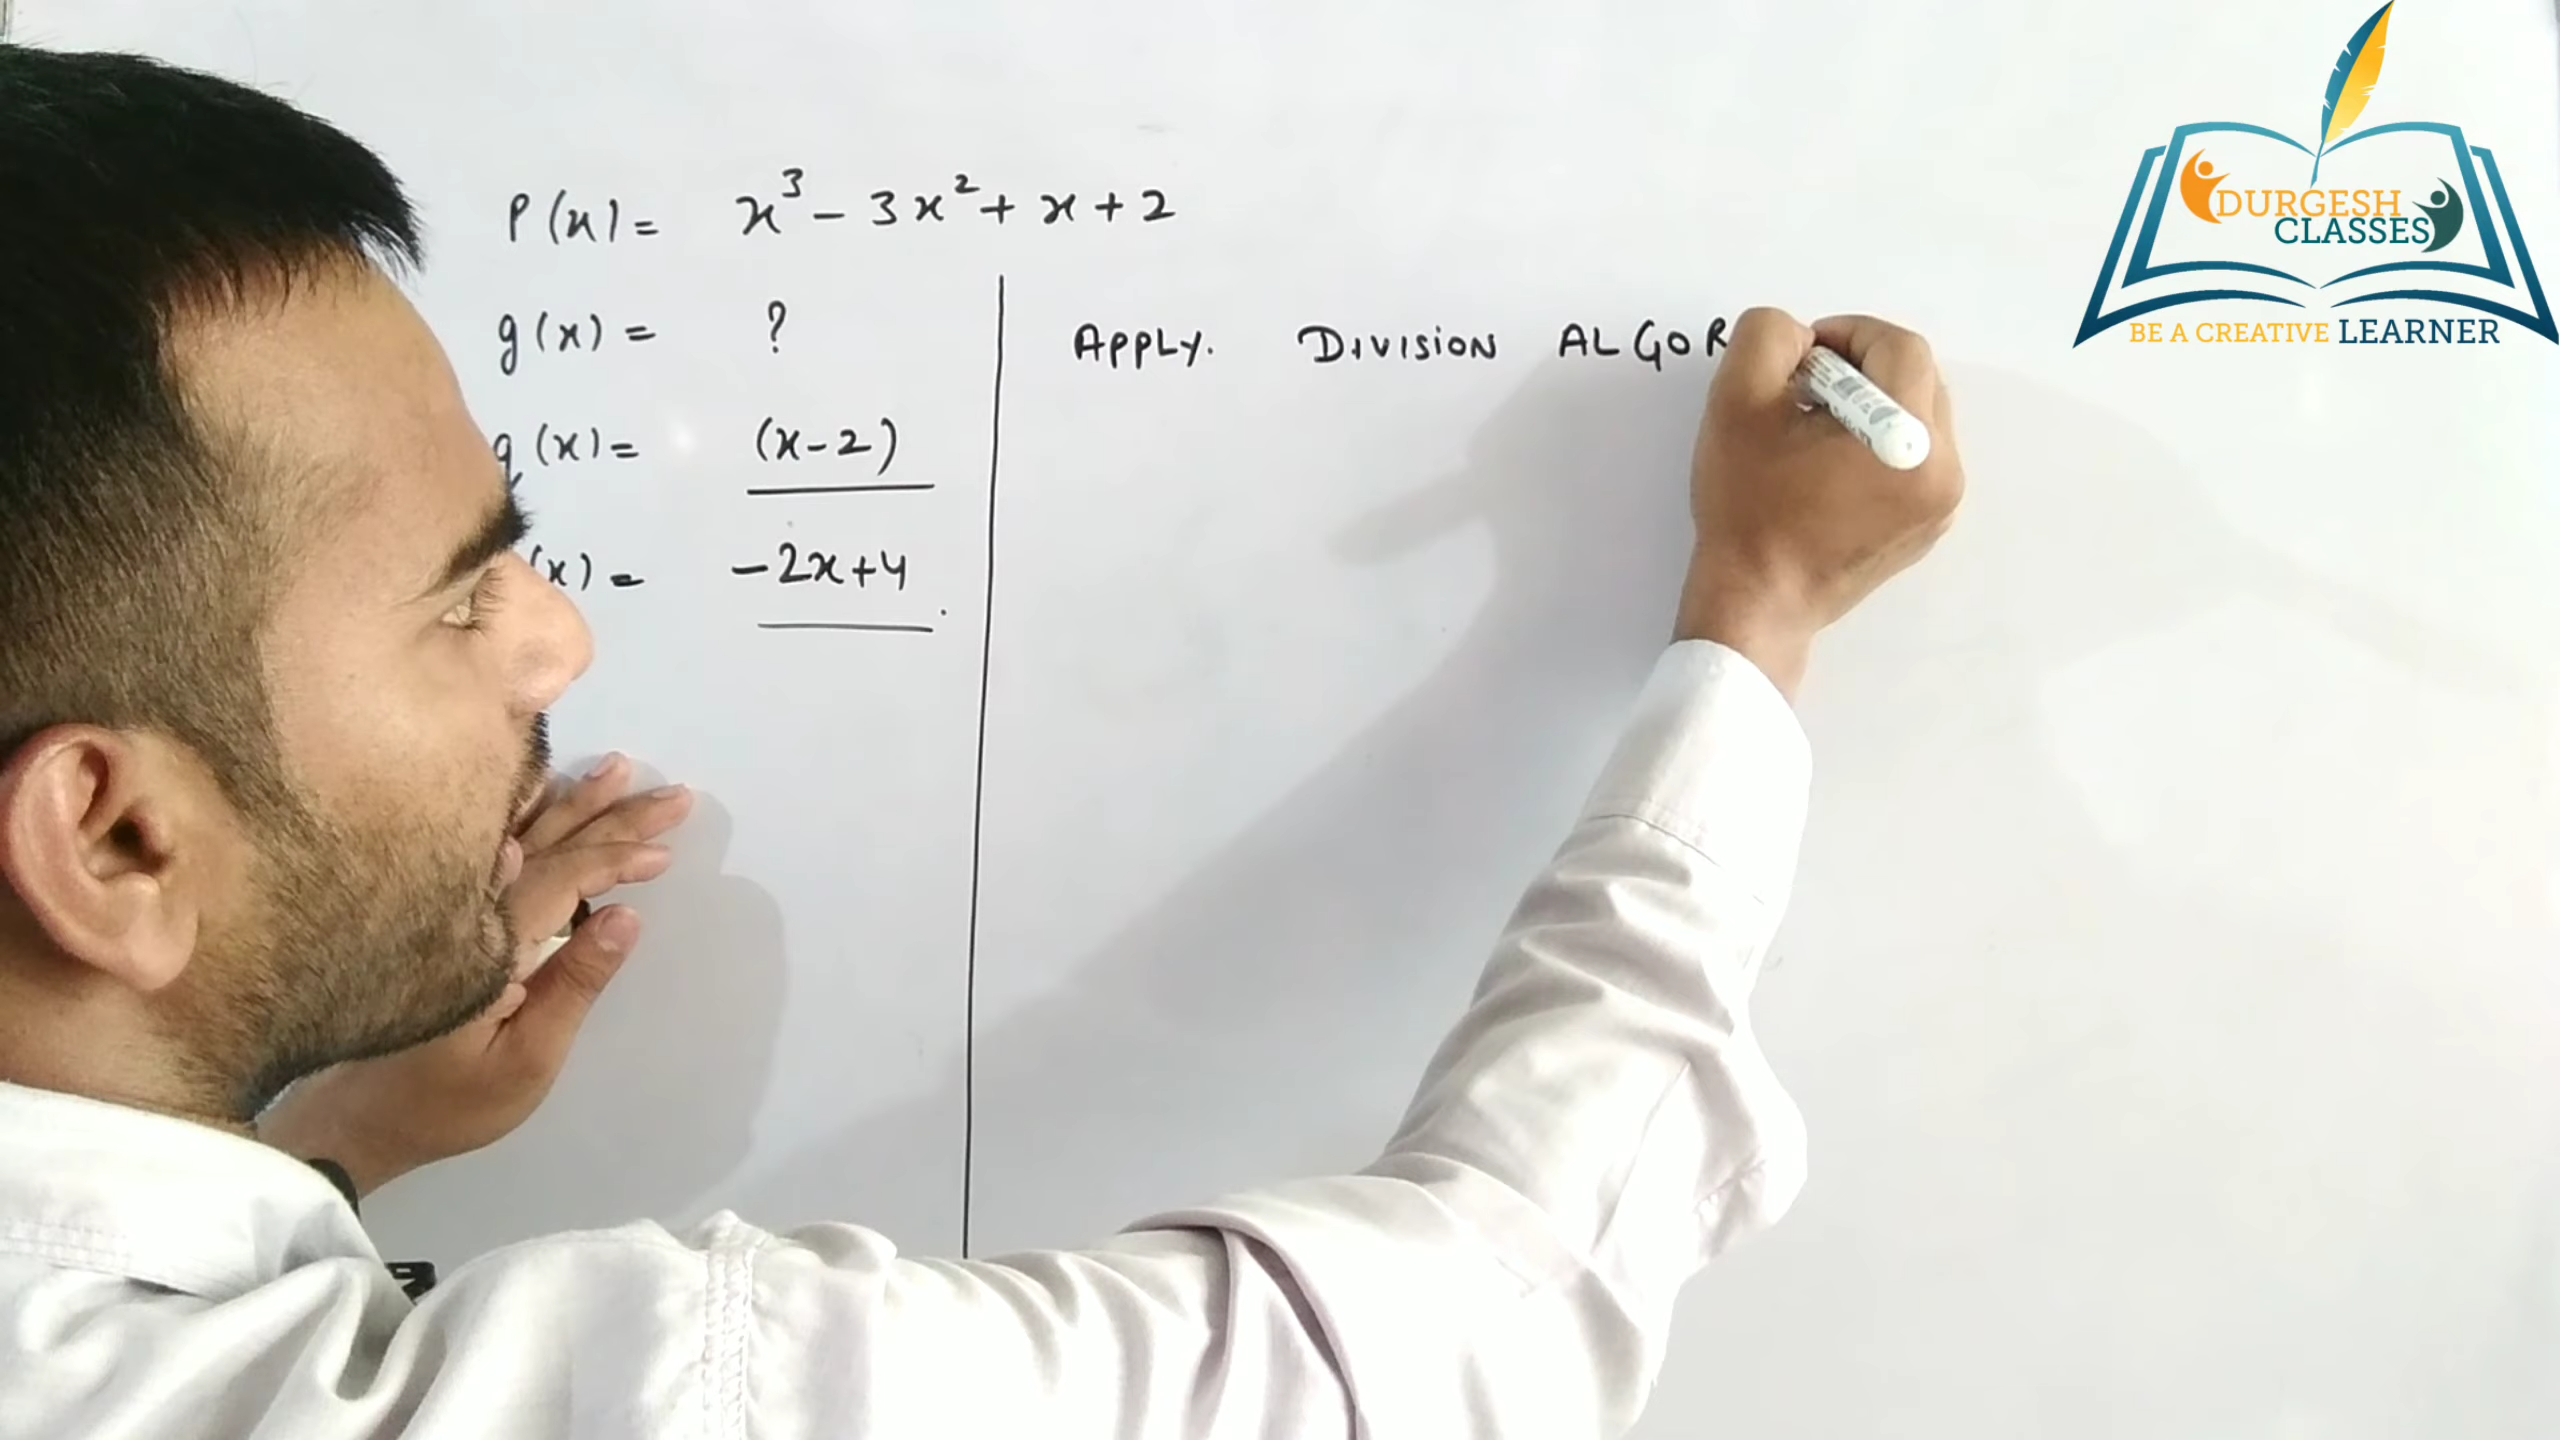 P(x) = x³ - 3x² + x + 2
g(x) = ?
q(x) = (x-2)
(x) = -2x+4
Apply. Division ALGOR
DURGESH
CLASSES
BE A CREATIVE LEARNER